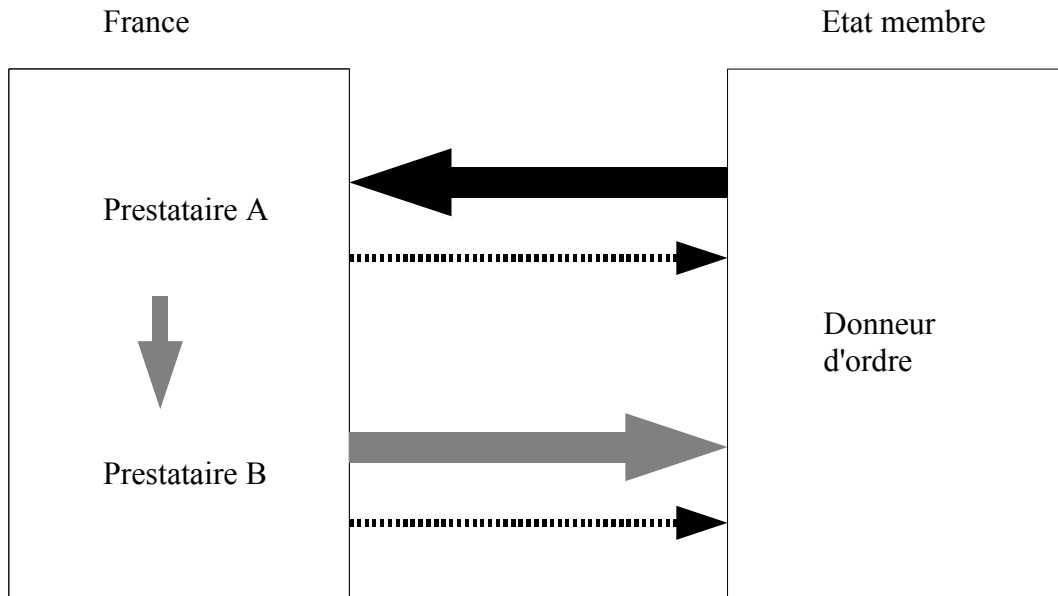 France
Etat membre
Prestataire A
Donneur
d'ordre
Prestataire B